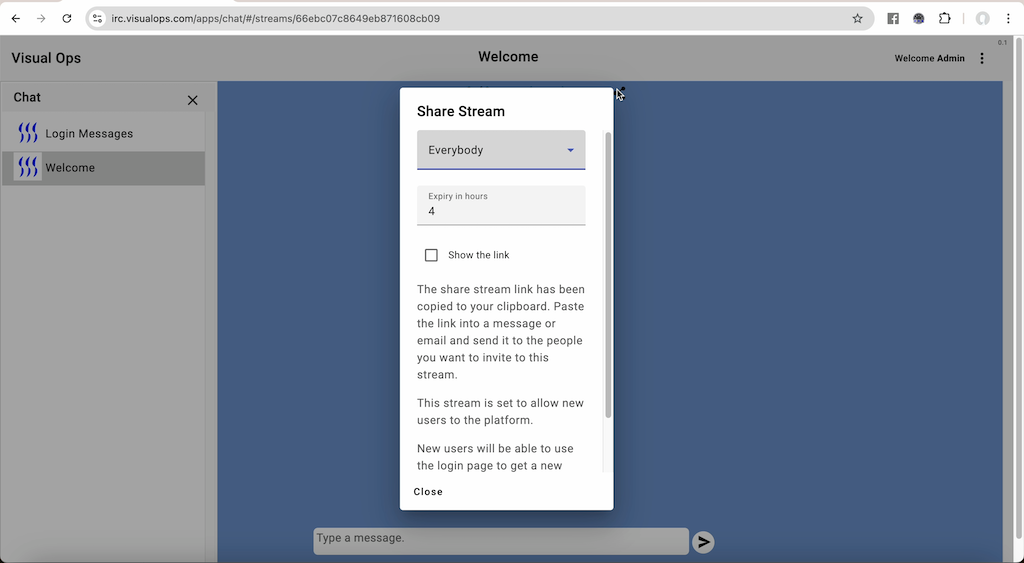 irc.visualops.com/apps/chat/#/streams/66ebc07c8649eb871608cb09
0.1
Visual Ops
Welcome
Welcome Admin
Chat
Login Messages
Welcome
Share Stream
Everybody
Expiry in hours
4
Show the link
The share stream link has been
copied to your clipboard. Paste
the link into a message or
email and send it to the people
you want to invite to this
stream.
This stream is set to allow new
users to the platform.
New users will be able to use
the login page to get a new
Close
Type a message.